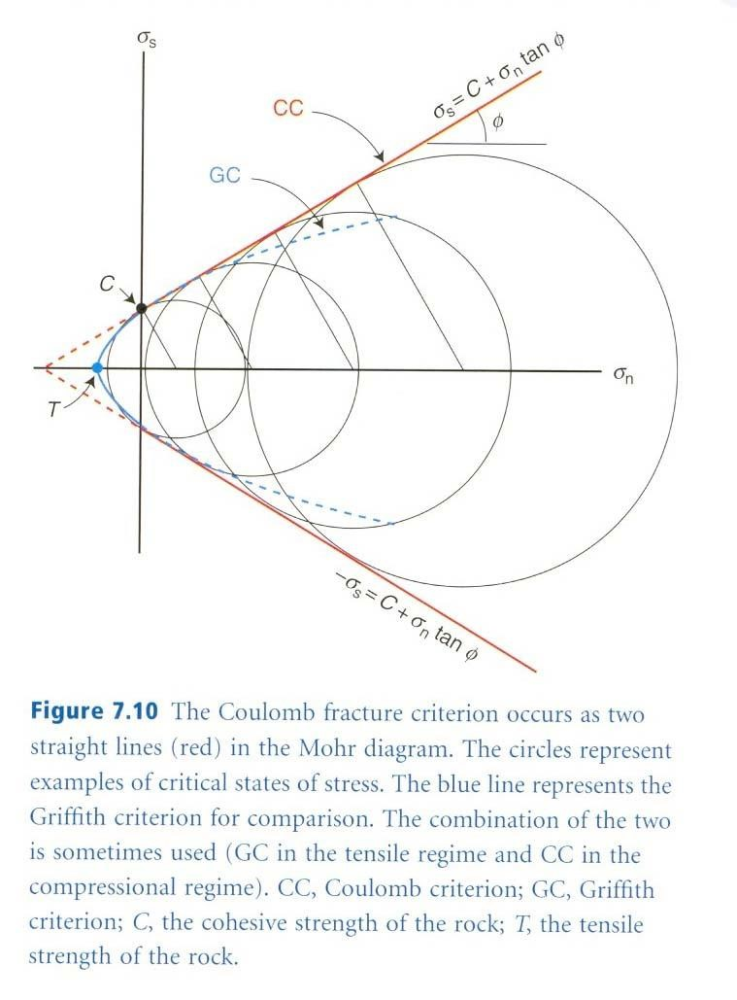 σs
σs = C + σn tan ϕ
CC
ϕ
GC
C
σn
T
–σs = C + σn tan ϕ
Figure 7.10 The Coulomb fracture criterion occurs as two
straight lines (red) in the Mohr diagram. The circles represent
examples of critical states of stress. The blue line represents the
Griffith criterion for comparison. The combination of the two
is sometimes used (GC in the tensile regime and CC in the
compressional regime). CC, Coulomb criterion; GC, Griffith
criterion; C, the cohesive strength of the rock; T, the tensile
strength of the rock.